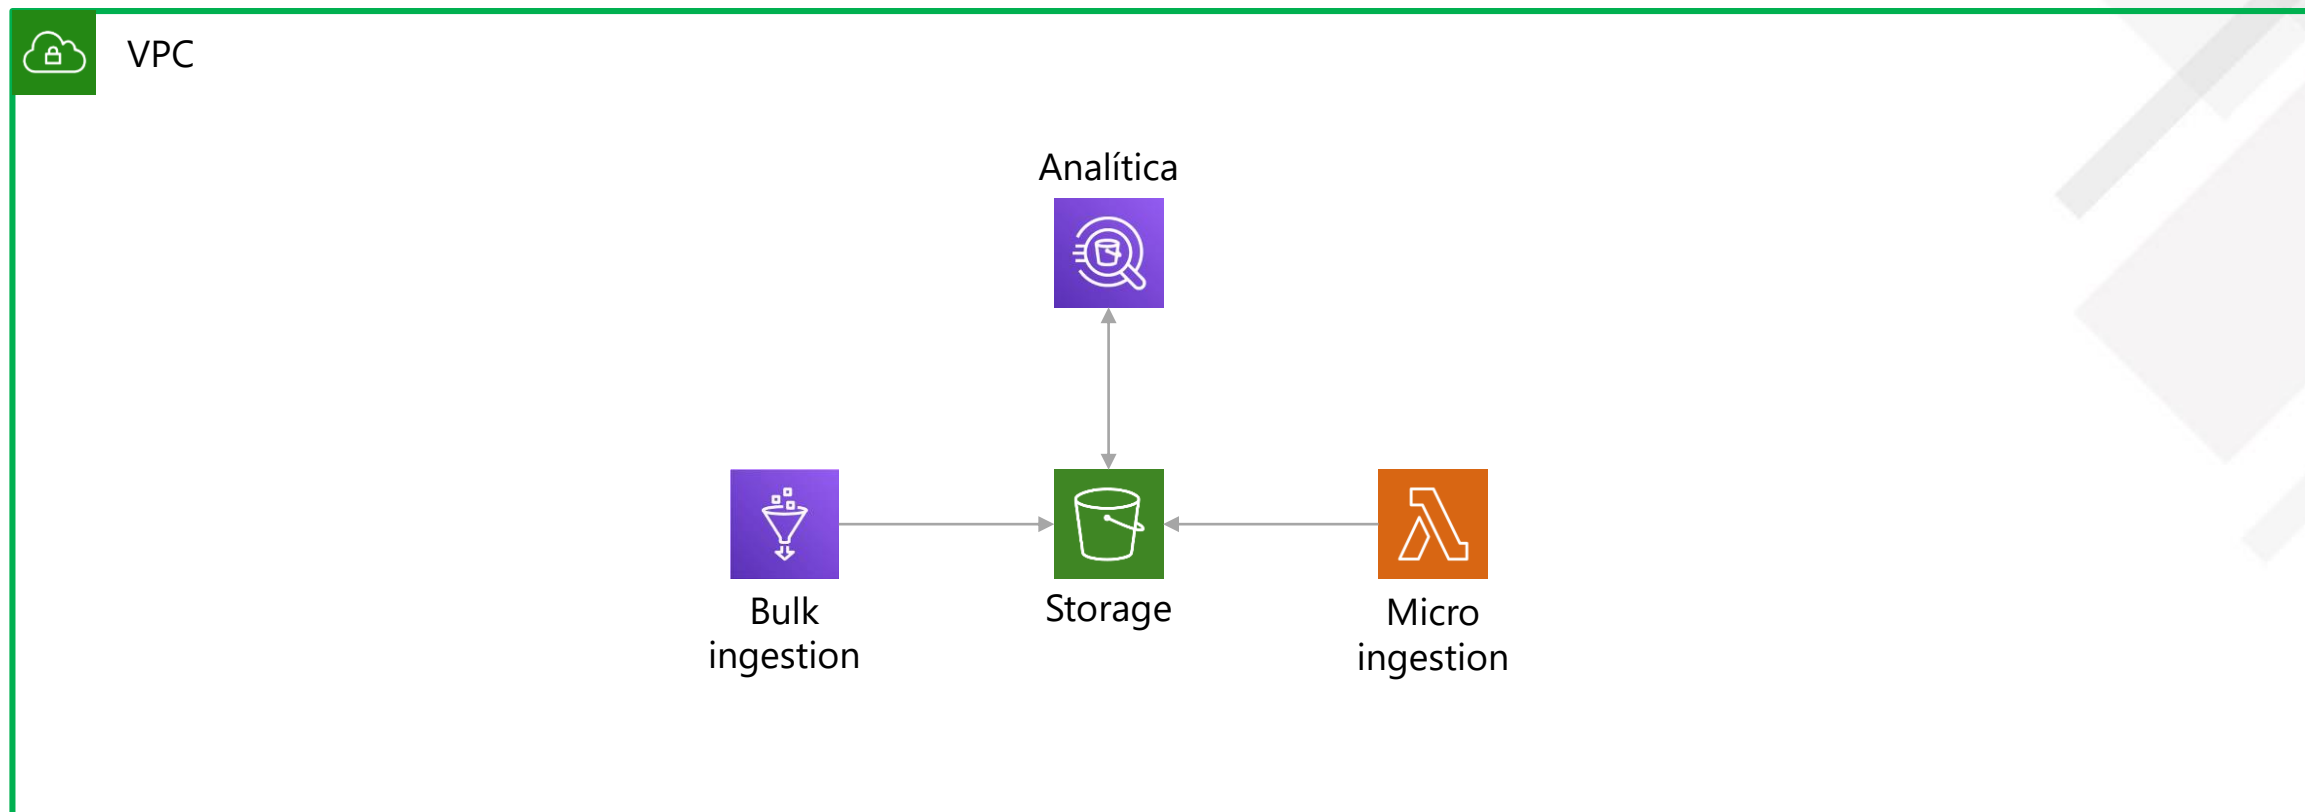 VPC
Analítica
Bulk
ingestion
Storage
Micro
ingestion